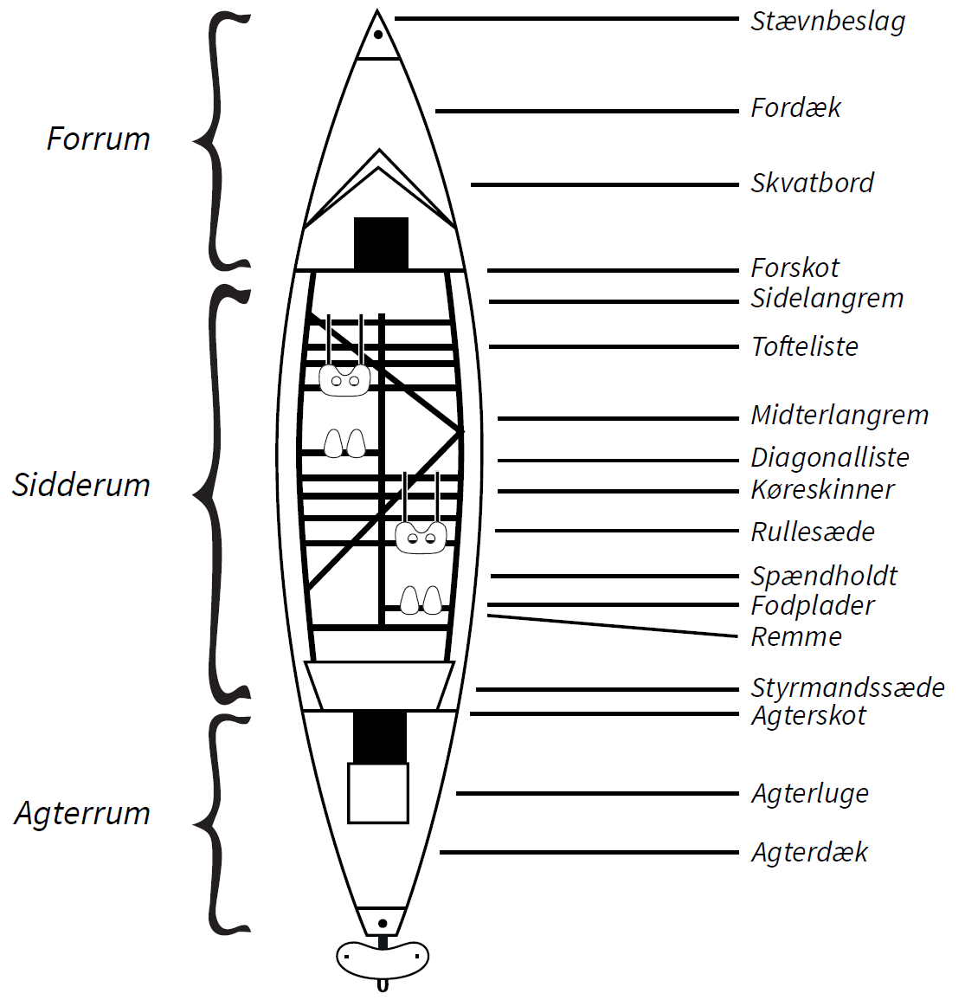 Forrum
Sidderum
Agterrum
Stævnbeslag
Fordæk
Skvatbord
Forskot
Sidelangrem
Tofteliste
Midterlangrem
Diagonalliste
Køreskinner
Rullesæde
Spændholdt
Fodplader
Remme
Styrmandssæde
Agterskot
Agterluge
Agterdæk